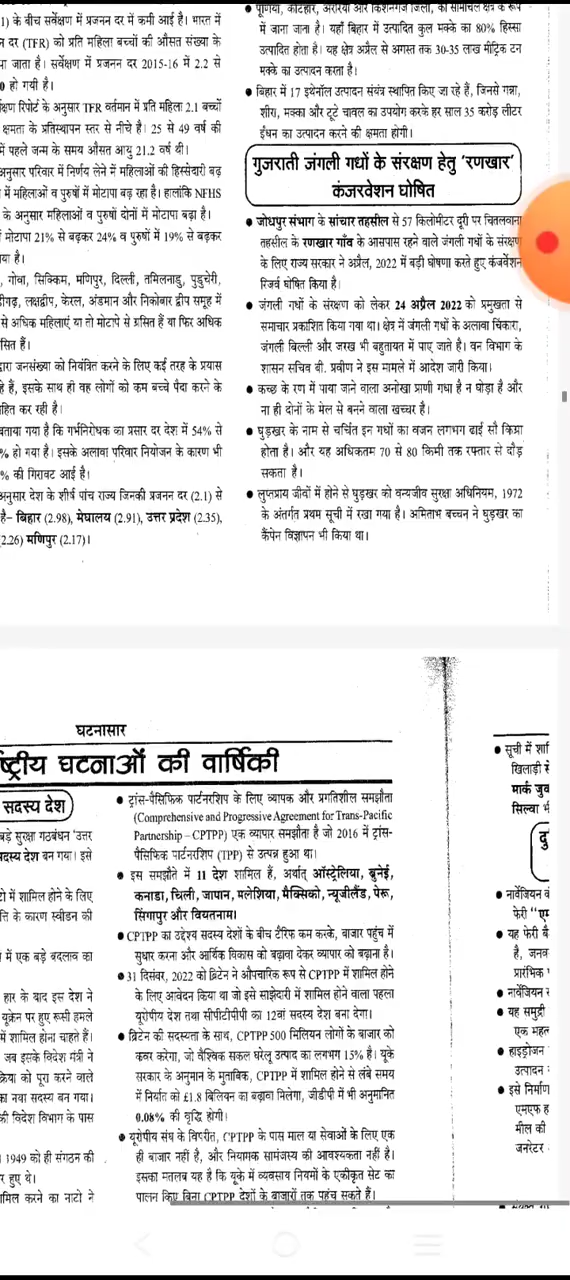 1) के बीच सर्वेक्षण में प्रजनन दर में कमी आई है। भारत में
दर (TFR) को प्रति महिला बच्चों की औसत संख्या के
जाता है। सर्वेक्षण में प्रजनन दर 2015-16 में 2.2 से
0 हो गयी है।
रिपोर्ट के अनुसार TFR वर्तमान में प्रति महिला 2.1 बच्चों
क्षमता के प्रतिस्थापन स्तर से नीचे है। 25 से 49 वर्ष की
में पहले जन्म के समय औसत आयु 21.2 वर्ष थी।
अनुसार परिवार में निर्णय लेने में महिलाओं की हिस्सेदारी बढ़
में महिलाओं व पुरुषों में मोटापा बढ़ रहा है। हालांकि NFHS
के अनुसार महिलाओं व पुरुषों दोनों में मोटापा बढ़ा है।
मोटापा 21% से बढ़कर 24% व पुरुषों में 19% से बढ़कर
या है।
, गोवा, सिक्किम, मणिपुर, दिल्ली, तमिलनाडु, पुडुचेरी,
लक्षद्वीप, केरल, अंडमान और निकोबार द्वीप समूह में
से अधिक महिलाएं या तो मोटापे से ग्रसित हैं या फिर अधिक
सित हैं।
द्वारा जनसंख्या को नियंत्रित करने के लिए कई तरह के प्रयास
हे हैं, इसके साथ ही वह लोगों को कम बच्चे पैदा करने के
हित कर रही है।
बताया गया है कि गर्भनिरोधक का प्रसार दर देश में 54% से
% हो गया है। इसके अलावा परिवार नियोजन के कारण भी
% की गिरावट आई है।
अनुसार देश के शीर्ष पांच राज्य जिनकी प्रजनन दर (2.1) से
है– बिहार (2.98), मेघालय (2.91), उत्तर प्रदेश (2.35),
2.26) मणिपुर (2.17)।
● पूर्णिया, कटिहार, अररिया और किशनगंज जिलों, को सीमांचल क्षेत्र के रूप
में जाना जाता है। यहाँ बिहार में उत्पादित कुल मक्के का 80% हिस्सा
उत्पादित होता है। यह क्षेत्र अप्रैल से अगस्त तक 30-35 लाख मीट्रिक टन
मक्के का उत्पादन करता है।
● बिहार में 17 इथेनॉल उत्पादन संयंत्र स्थापित किए जा रहे हैं, जिनसे गन्ना,
शीरा, मक्का और टूटे चावल का उपयोग करके हर साल 35 करोड़ लीटर
ईंधन का उत्पादन करने की क्षमता होगी।
गुजराती जंगली गधों के संरक्षण हेतु ‘रणखार’
कंजरवेशन घोषित
● जोधपुर संभाग के सांचोर तहसील से 57 किलोमीटर दूरी पर चितलवाना
तहसील के रणखार गाँव के आसपास रहने वाले जंगली गधों के संरक्षण
के लिए राज्य सरकार ने अप्रैल, 2022 में बड़ी घोषणा करते हुए कंजर्वेशन
रिजर्व घोषित किया है।
● जंगली गधों के संरक्षण को लेकर 24 अप्रैल 2022 को प्रमुखता से
समाचार प्रकाशित किया गया था। क्षेत्र में जंगली गधों के अलावा चिंकारा,
जंगली बिल्ली और जरख भी बहुतायत में पाए जाते है। वन विभाग के
शासन सचिव बी. प्रवीण ने इस मामले में आदेश जारी किया।
● कच्छ के रण में पाया जाने वाला अनोखा प्राणी गधा है न घोड़ा है और
ना ही दोनों के मेल से बनने वाला खच्चर है।
● घुड़खर के नाम से चर्चित इन गधों का वजन लगभग ढाई सौ किग्रा
होता है। और यह अधिकतम 70 से 80 किमी तक रफ्तार से दौड़
सकता है।
● लुप्तप्राय जीवों में होने से घुड़खर को वन्यजीव सुरक्षा अधिनियम, 1972
के अंतर्गत प्रथम सूची में रखा गया है। अमिताभ बच्चन ने घुड़खर का
कैंपेन विज्ञापन भी किया था।
घटनासार
ष्ट्रीय घटनाओं की वार्षिकी
सदस्य देश
बड़े सुरक्षा गठबंधन ‘उत्तर
सदस्य देश बन गया। इसे
टो में शामिल होने के लिए
त्ति के कारण स्वीडन की
में एक बड़े बदलाव का
हार के बाद इस देश ने
यूक्रेन पर हुए रूसी हमले
में शामिल होना चाहते हैं।
जब इसके विदेश मंत्री ने
क्रिया को पूरा करने वाले
का नया सदस्य बन गया।
की विदेश विभाग के पास
1949 को ही संगठन की
र हुए थे।
मिल करने का नाटो ने
● ट्रांस-पैसिफिक पार्टनरशिप के लिए व्यापक और प्रगतिशील समझौता
(Comprehensive and Progressive Agreement for Trans-Pacific
Partnership – CPTPP) एक व्यापार समझौता है जो 2016 में ट्रांस-
पैसिफिक पार्टनरशिप (TPP) से उत्पन्न हुआ था।
● इस समझौते में 11 देश शामिल हैं, अर्थात् ऑस्ट्रेलिया, ब्रुनेई,
कनाडा, चिली, जापान, मलेशिया, मैक्सिको, न्यूजीलैंड, पेरू,
सिंगापुर और वियतनाम।
● CPTPP का उद्देश्य सदस्य देशों के बीच टैरिफ कम करके, बाजार पहुंच में
सुधार करना और आर्थिक विकास को बढ़ावा देकर व्यापार को बढ़ाना है।
● 31 दिसंबर, 2022 को ब्रिटेन ने औपचारिक रूप से CPTPP में शामिल होने
के लिए आवेदन किया था जो इसे साझेदारी में शामिल होने वाला पहला
यूरोपीय देश तथा सीपीटीपीपी का 12वां सदस्य देश बना देगा।
● ब्रिटेन की सदस्यता के साथ, CPTPP 500 मिलियन लोगों के बाजार को
कवर करेगा, जो वैश्विक सकल घरेलू उत्पाद का लगभग 15% है। यूके
सरकार के अनुमान के मुताबिक, CPTPP में शामिल होने से लंबे समय
में निर्यात को £1.8 बिलियन का बढ़ावा मिलेगा, जीडीपी में भी अनुमानित
0.08% की वृद्धि होगी।
● यूरोपीय संघ के विपरीत, CPTPP के पास माल या सेवाओं के लिए एक
ही बाजार नहीं है, और नियामक सामंजस्य की आवश्यकता नहीं है।
इसका मतलब यह है कि यूके में व्यवसाय नियमों के एकीकृत सेट का
पालन किए बिना CPTPP देशों के बाजारों तक पहुंच सकते हैं।
● सूची में शा
खिलाड़ी
मार्क जुव
सिल्वा भी
दु
● नार्वेजियन
फेरी “एम
● यह फेरी
है, जनव
प्रारंभिक
● नार्वेजियन
● यह समुद्री
एक महत्
● हाइड्रोजन
उत्पादन
● इसे निर्माण
एमएफ ह
मील की
जनरेटर